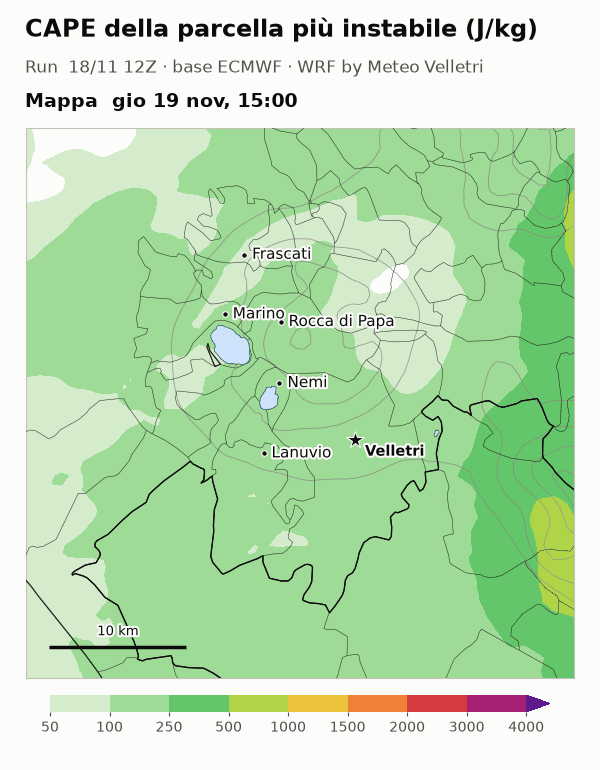 CAPE della parcella più instabile (J/kg)
Run 18/11 12Z · base ECMWF · WRF by Meteo Velletri
Mappa gio 19 nov, 15:00
Frascati
Marino
Rocca di Papa
Nemi
Velletri
Lanuvio
10 km
50 100 250 500 1000 1500 2000 3000 4000